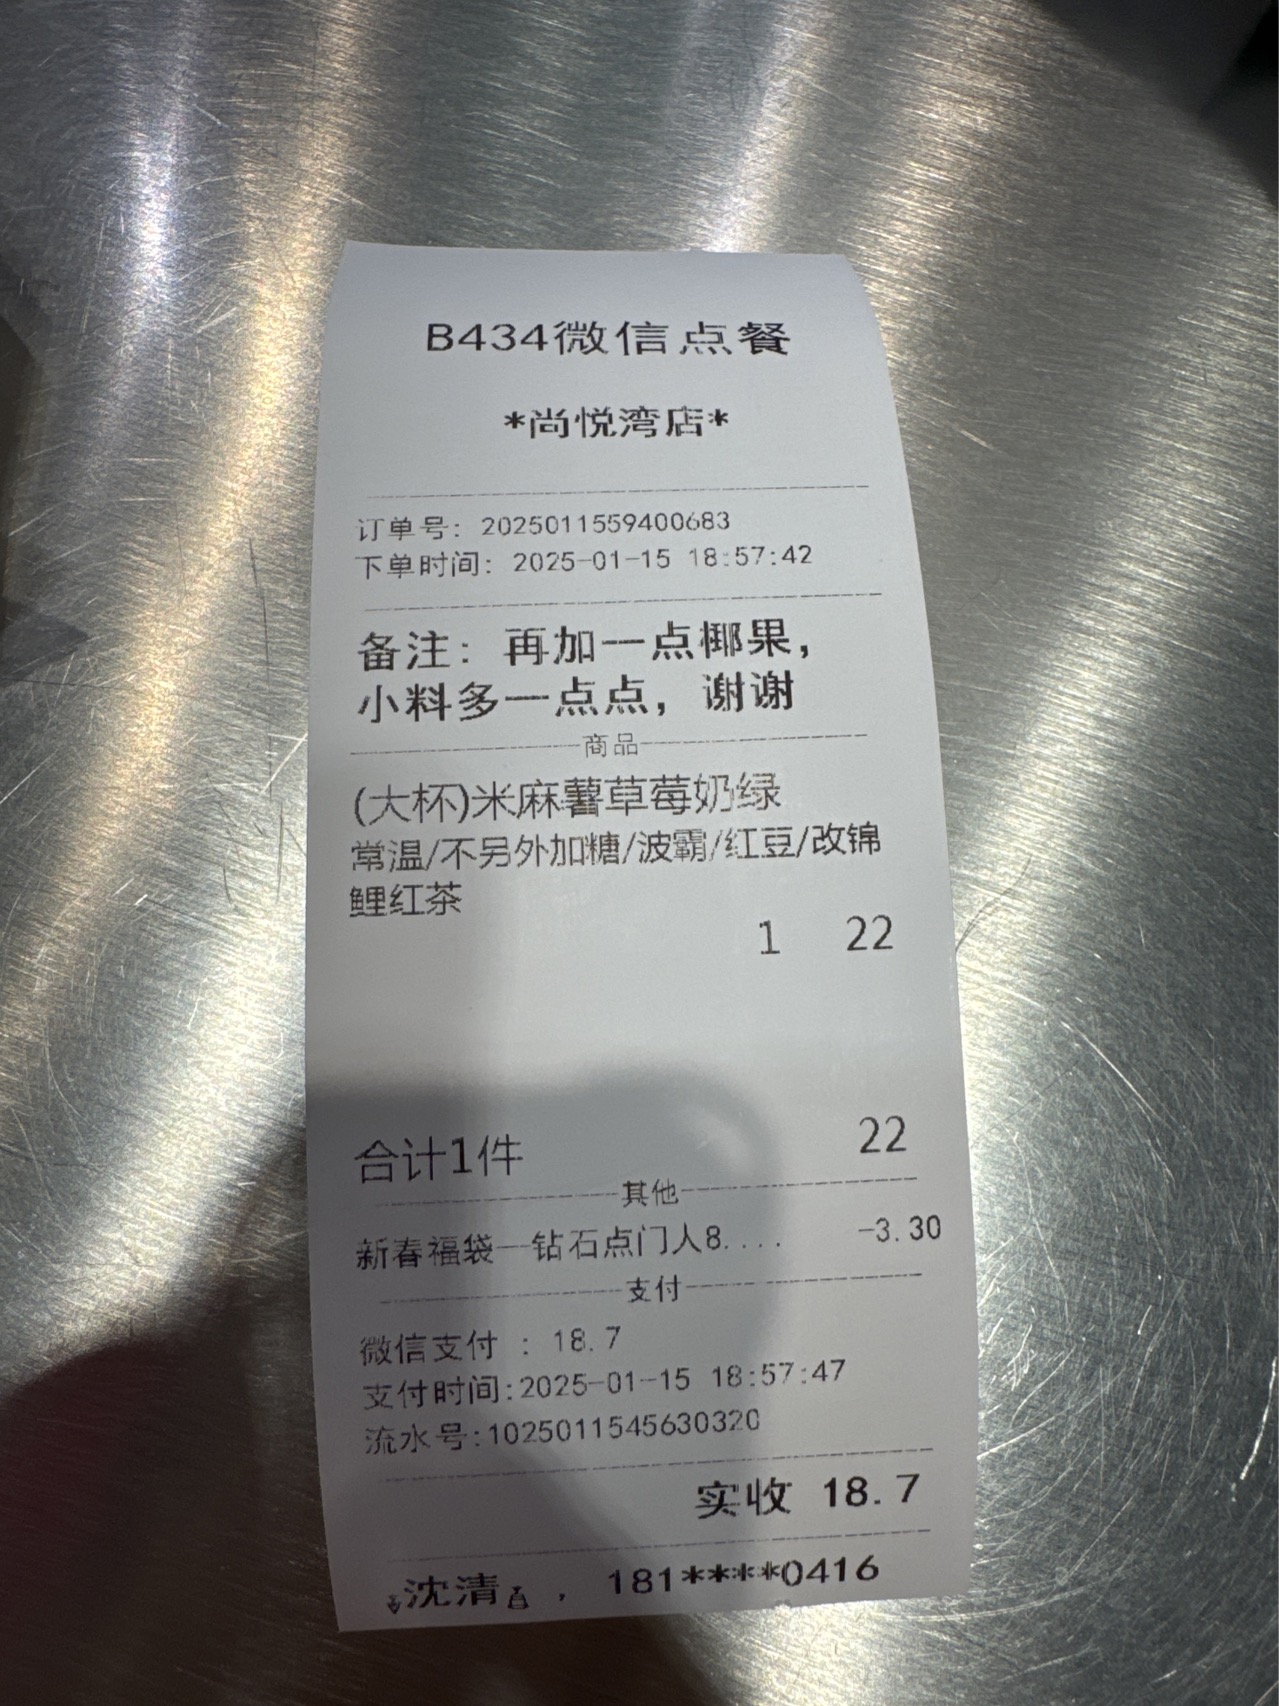 B434微信点餐
*尚悦湾店*
订单号: 2025011559400683
下单时间: 2025-01-15 18:57:42
备注: 再加一点椰果,
小料多一点点, 谢谢
商品
(大杯)米麻薯草莓奶绿
常温/不另外加糖/波霸/红豆/改锦
鲤红茶
1 22
合计1件 22
其他
新春福袋—钻石点门人8.... -3.30
支付
微信支付 : 18.7
支付时间:2025-01-15 18:57:47
流水号:1025011545630320
实收 18.7
沈清 , 181****0416